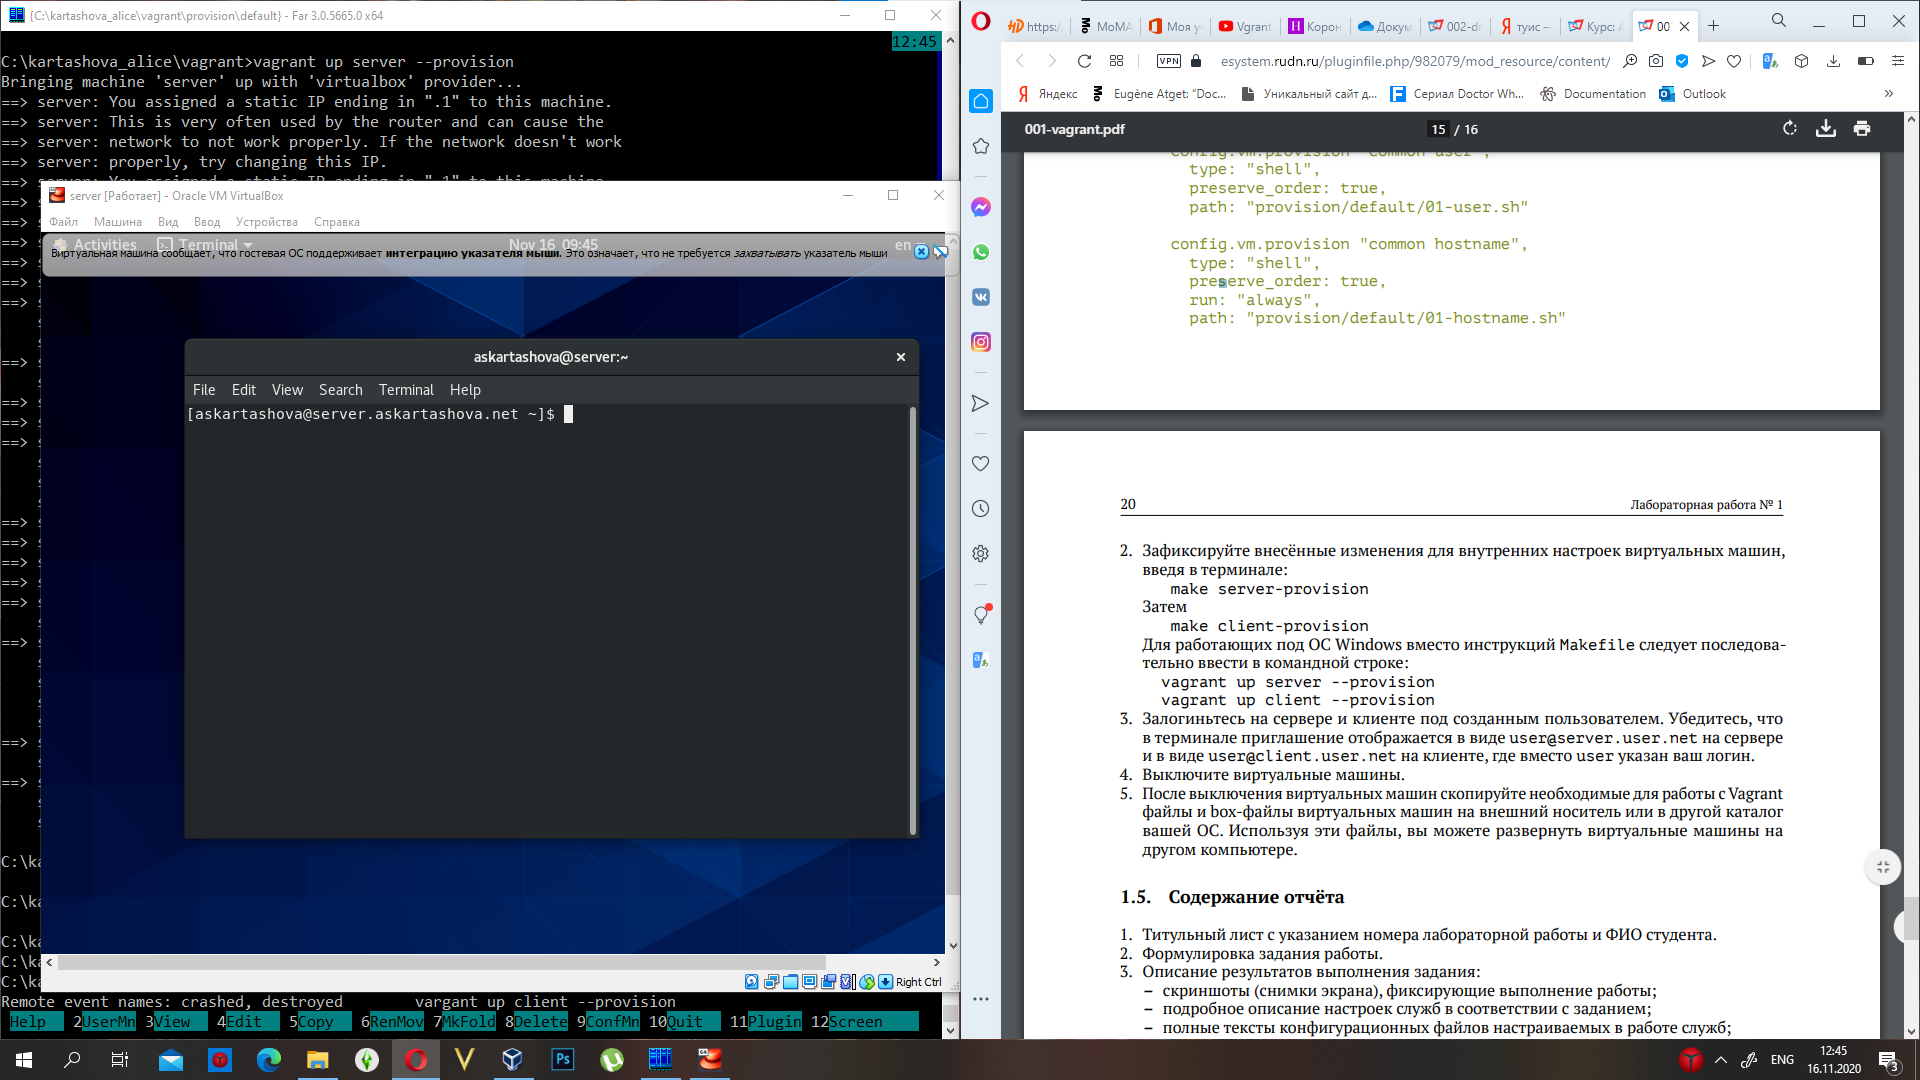 {C:\kartashova_alice\vagrant\provision\default} - Far 3.0.5665.0 x64
12:45
C:\kartashova_alice\vagrant>vagrant up server --provision
Bringing machine 'server' up with 'virtualbox' provider...
==> server: You assigned a static IP ending in ".1" to this machine.
==> server: This is very often used by the router and can cause the
==> server: network to not work properly. If the network doesn't work
==> server: properly, try changing this IP.
server [Работает] - Oracle VM VirtualBox
Файл Машина Вид Ввод Устройства Справка
Activities Terminal Nov 16 09:45 en
Виртуальная машина сообщает, что гостевая ОС поддерживает интеграцию указателя мыши. Это означает, что не требуется захватывать указатель мыши
askartashova@server:~
File Edit View Search Terminal Help
[askartashova@server.askartashova.net ~]$
Right Ctrl
Remote event names: crashed, destroyed vargant up client --provision
Help 2UserMn 3View 4Edit 5Copy 6RenMov 7MkFold 8Delete 9ConfMn 10Quit 11Plugin 12Screen
https:/ МоМА Моя у Vgrant Корон Докум 002-dr туис — Курс: 00
VPN esystem.rudn.ru/pluginfile.php/982079/mod_resource/content/
Яндекс Eugène Atget: "Doc... Уникальный сайт д... Сериал Doctor Wh... Documentation Outlook »
001-vagrant.pdf 15 / 16
config.vm.provision "common user",
type: "shell",
preserve_order: true,
path: "provision/default/01-user.sh"
config.vm.provision "common hostname",
type: "shell",
preserve_order: true,
run: "always",
path: "provision/default/01-hostname.sh"
20 Лабораторная работа № 1
2. Зафиксируйте внесённые изменения для внутренних настроек виртуальных машин,
введя в терминале:
make server-provision
Затем
make client-provision
Для работающих под ОС Windows вместо инструкций Makefile следует последова-
тельно ввести в командной строке:
vagrant up server --provision
vagrant up client --provision
3. Залогиньтесь на сервере и клиенте под созданным пользователем. Убедитесь, что
в терминале приглашение отображается в виде user@server.user.net на сервере
и в виде user@client.user.net на клиенте, где вместо user указан ваш логин.
4. Выключите виртуальные машины.
5. После выключения виртуальных машин скопируйте необходимые для работы с Vagrant
файлы и box-файлы виртуальных машин на внешний носитель или в другой каталог
вашей ОС. Используя эти файлы, вы можете развернуть виртуальные машины на
другом компьютере.
1.5. Содержание отчёта
1. Титульный лист с указанием номера лабораторной работы и ФИО студента.
2. Формулировка задания работы.
3. Описание результатов выполнения задания:
– скриншоты (снимки экрана), фиксирующие выполнение работы;
– подробное описание настроек служб в соответствии с заданием;
– полные тексты конфигурационных файлов настраиваемых в работе служб;
ENG 12:45
16.11.2020 3